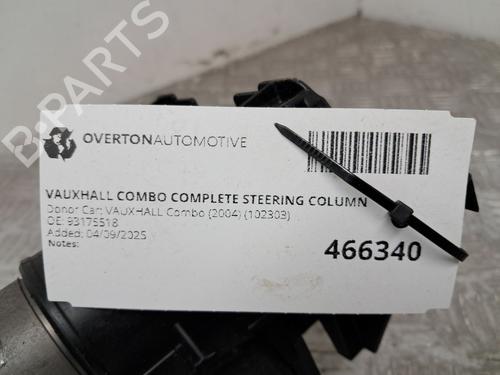 B-PARTS
OVERTONAUTOMOTIVE
VAUXHALL COMBO COMPLETE STEERING COLUMN
Donor Car: VAUXHALL Combo (2004) (102303)
OE: 93175518
Added: 04/09/2025
Notes:
466340